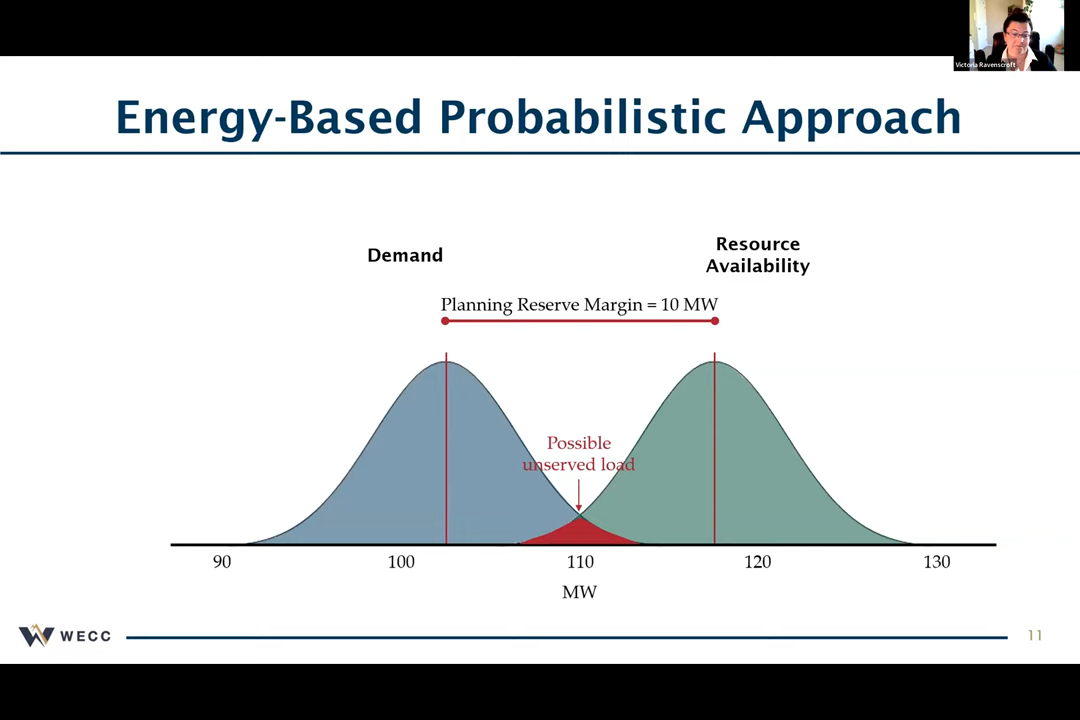 Victoria Ravenscroft
Energy-Based Probabilistic Approach
Demand
Resource
Availability
Planning Reserve Margin = 10 MW
Possible
unserved load
90 100 110 120 130
MW
WECC
11